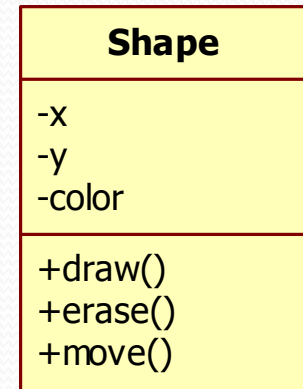 Shape
-x
-y
-color
+draw()
+erase()
+move()